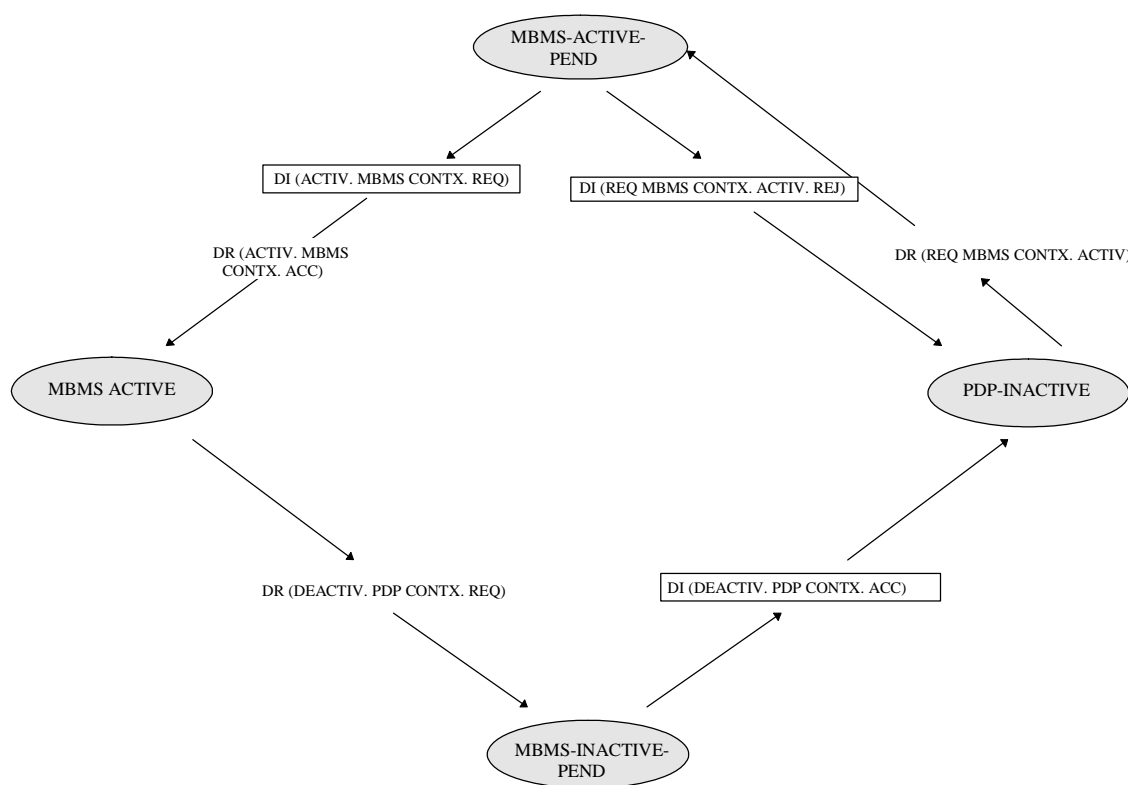 MBMS-ACTIVE-
PEND
DI (ACTIV. MBMS CONTX. REQ)
DI (REQ MBMS CONTX. ACTIV. REJ)
DR (ACTIV. MBMS
CONTX. ACC)
DR (REQ MBMS CONTX. ACTIV)
MBMS ACTIVE
PDP-INACTIVE
DR (DEACTIV. PDP CONTX. REQ)
DI (DEACTIV. PDP CONTX. ACC)
MBMS-INACTIVE-
PEND